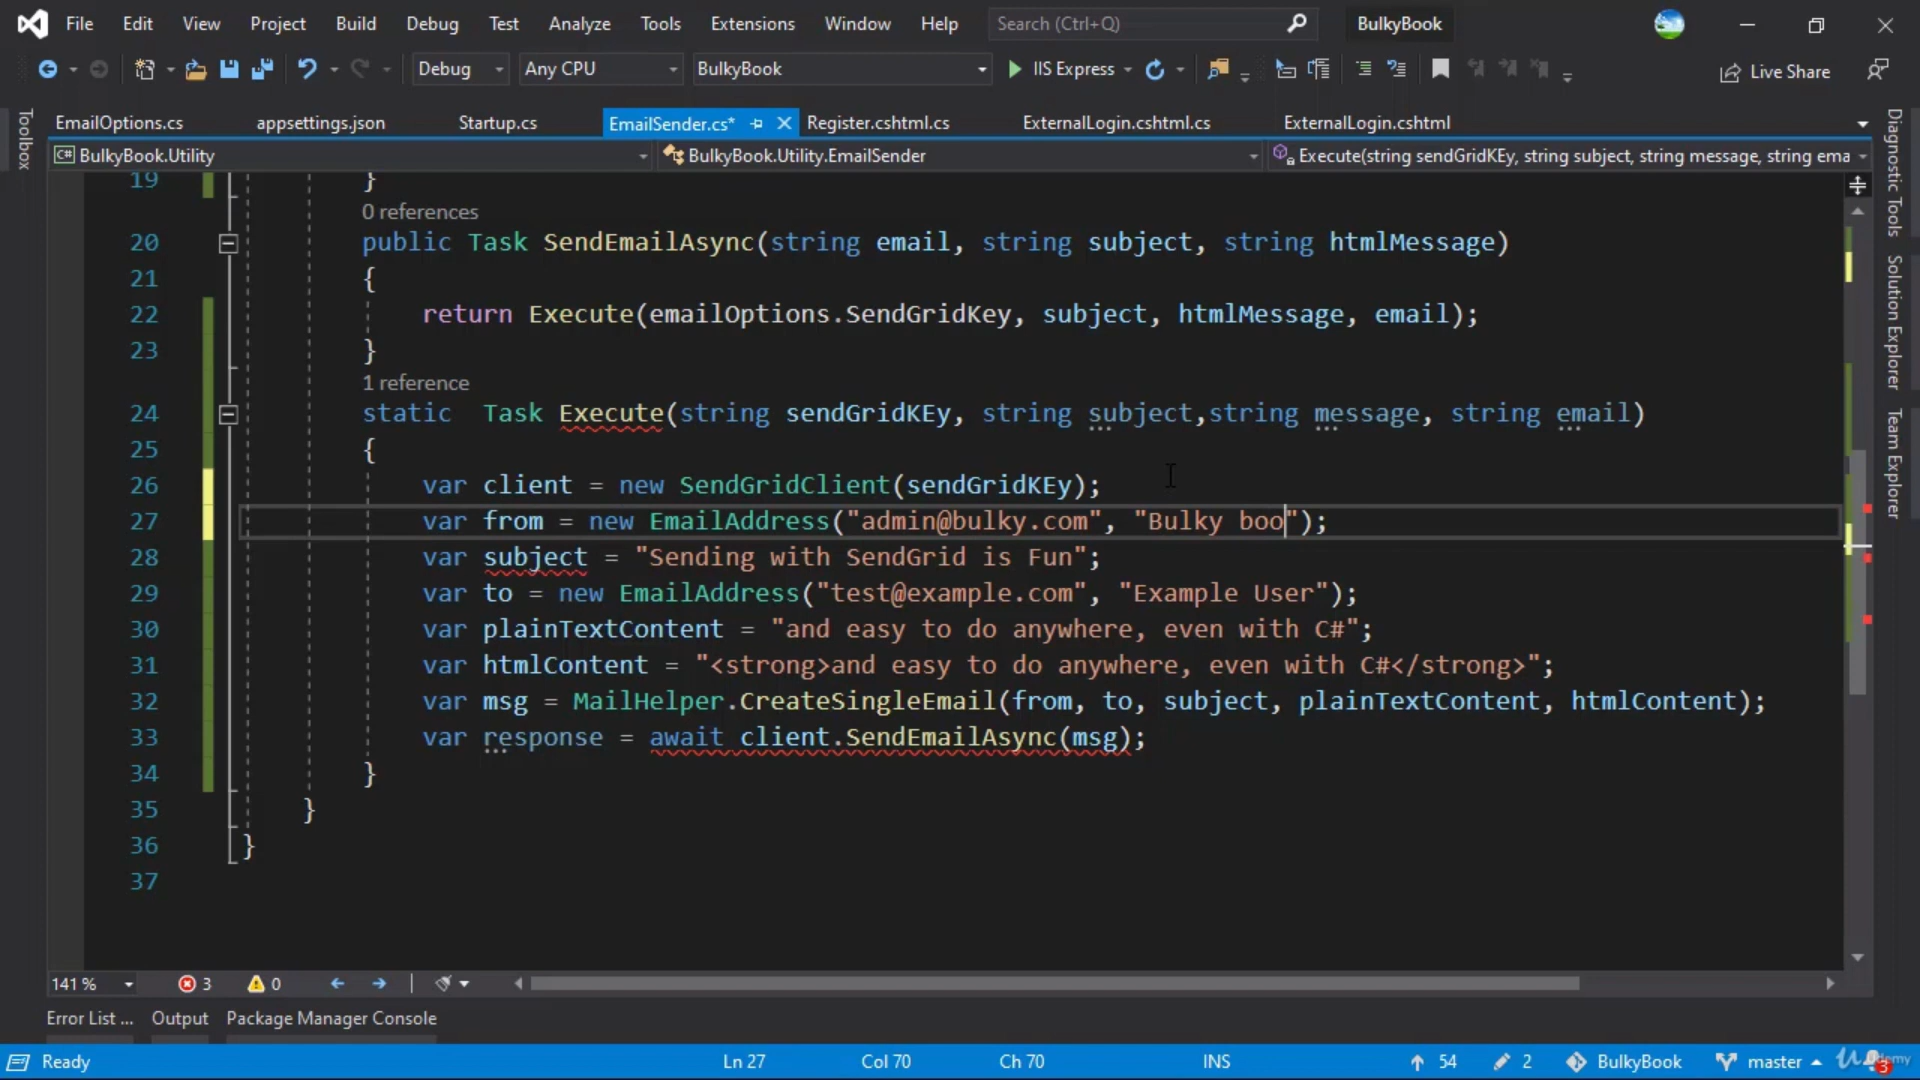 File Edit View Project Build Debug Test Analyze Tools Extensions Window Help Search (Ctrl+Q) BulkyBook
Debug Any CPU BulkyBook IIS Express Live Share
EmailOptions.cs appsettings.json Startup.cs EmailSender.cs* Register.cshtml.cs ExternalLogin.cshtml.cs ExternalLogin.cshtml
C# BulkyBook.Utility BulkyBook.Utility.EmailSender Execute(string sendGridKEy, string subject, string message, string ema
Toolbox
Diagnostic Tools
Solution Explorer
Team Explorer
19 }
0 references
20 public Task SendEmailAsync(string email, string subject, string htmlMessage)
21 {
22 return Execute(emailOptions.SendGridKey, subject, htmlMessage, email);
23 }
1 reference
24 static  Task Execute(string sendGridKEy, string subject,string message, string email)
25 {
26 var client = new SendGridClient(sendGridKEy);
27 var from = new EmailAddress("admin@bulky.com", "Bulky boo");
28 var subject = "Sending with SendGrid is Fun";
29 var to = new EmailAddress("test@example.com", "Example User");
30 var plainTextContent = "and easy to do anywhere, even with C#";
31 var htmlContent = "<strong>and easy to do anywhere, even with C#</strong>";
32 var msg = MailHelper.CreateSingleEmail(from, to, subject, plainTextContent, htmlContent);
33 var response = await client.SendEmailAsync(msg);
34 }
35 }
36 }
37
141 % 3 0
Error List ... Output Package Manager Console
Ready Ln 27 Col 70 Ch 70 INS 54 2 BulkyBook master 3
Udemy